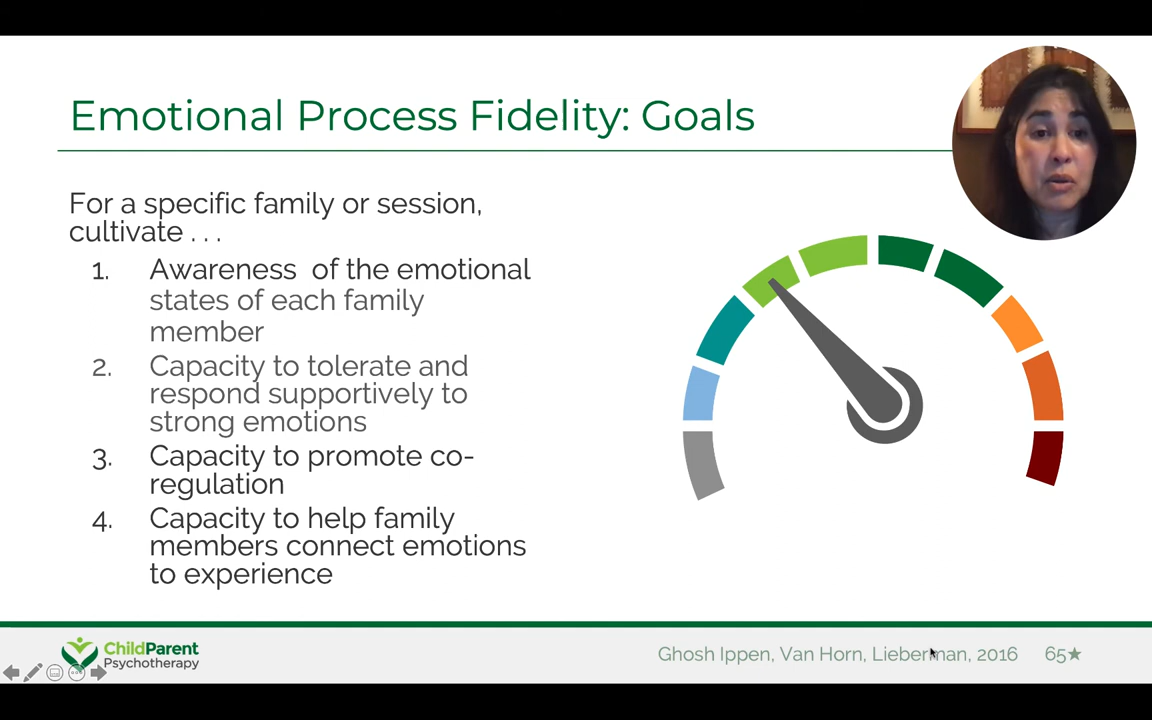 Emotional Process Fidelity: Goals
For a specific family or session,
cultivate . . .
1. Awareness of the emotional
states of each family
member
2. Capacity to tolerate and
respond supportively to
strong emotions
3. Capacity to promote co-
regulation
4. Capacity to help family
members connect emotions
to experience
ChildParent
Psychotherapy
Ghosh Ippen, Van Horn, Lieberman, 2016 65★